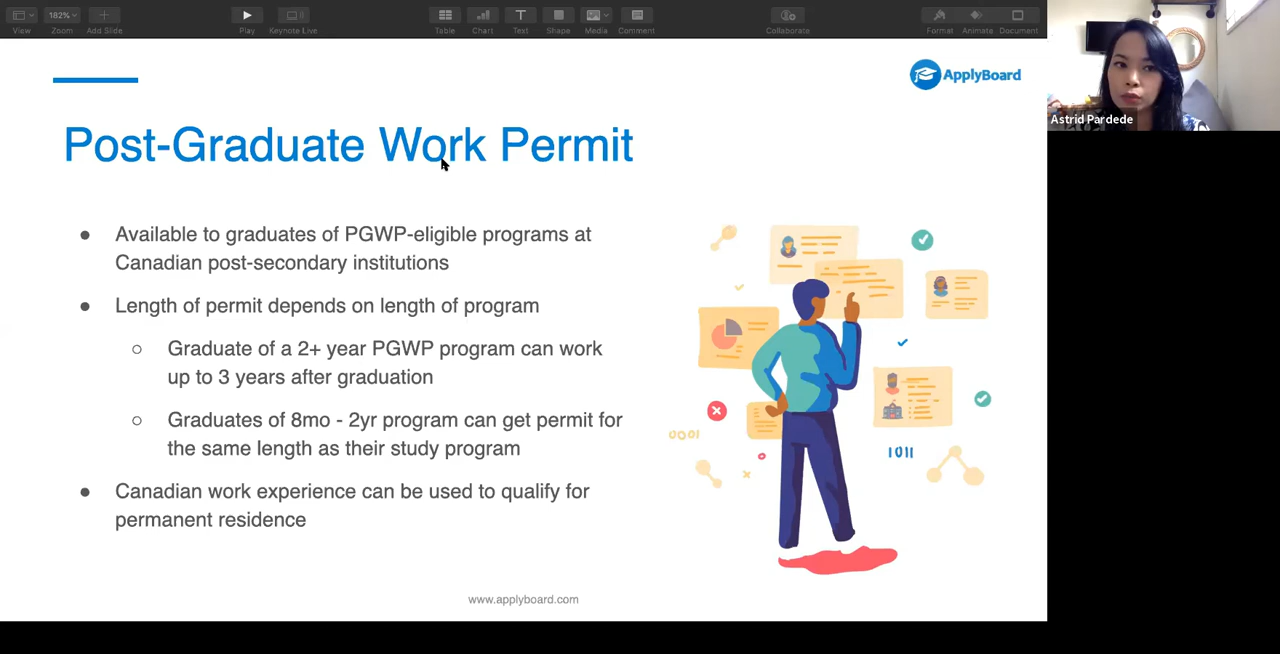 View
182%
Zoom
Add Slide
Play
Keynote Live
Table
Chart
Text
Shape
Media
Comment
Collaborate
Format
Animate
Document
ApplyBoard
Astrid Pardede
Post-Graduate Work Permit
● Available to graduates of PGWP-eligible programs at
Canadian post-secondary institutions
● Length of permit depends on length of program
○ Graduate of a 2+ year PGWP program can work
up to 3 years after graduation
○ Graduates of 8mo - 2yr program can get permit for
the same length as their study program
● Canadian work experience can be used to qualify for
permanent residence
0001
1011
www.applyboard.com